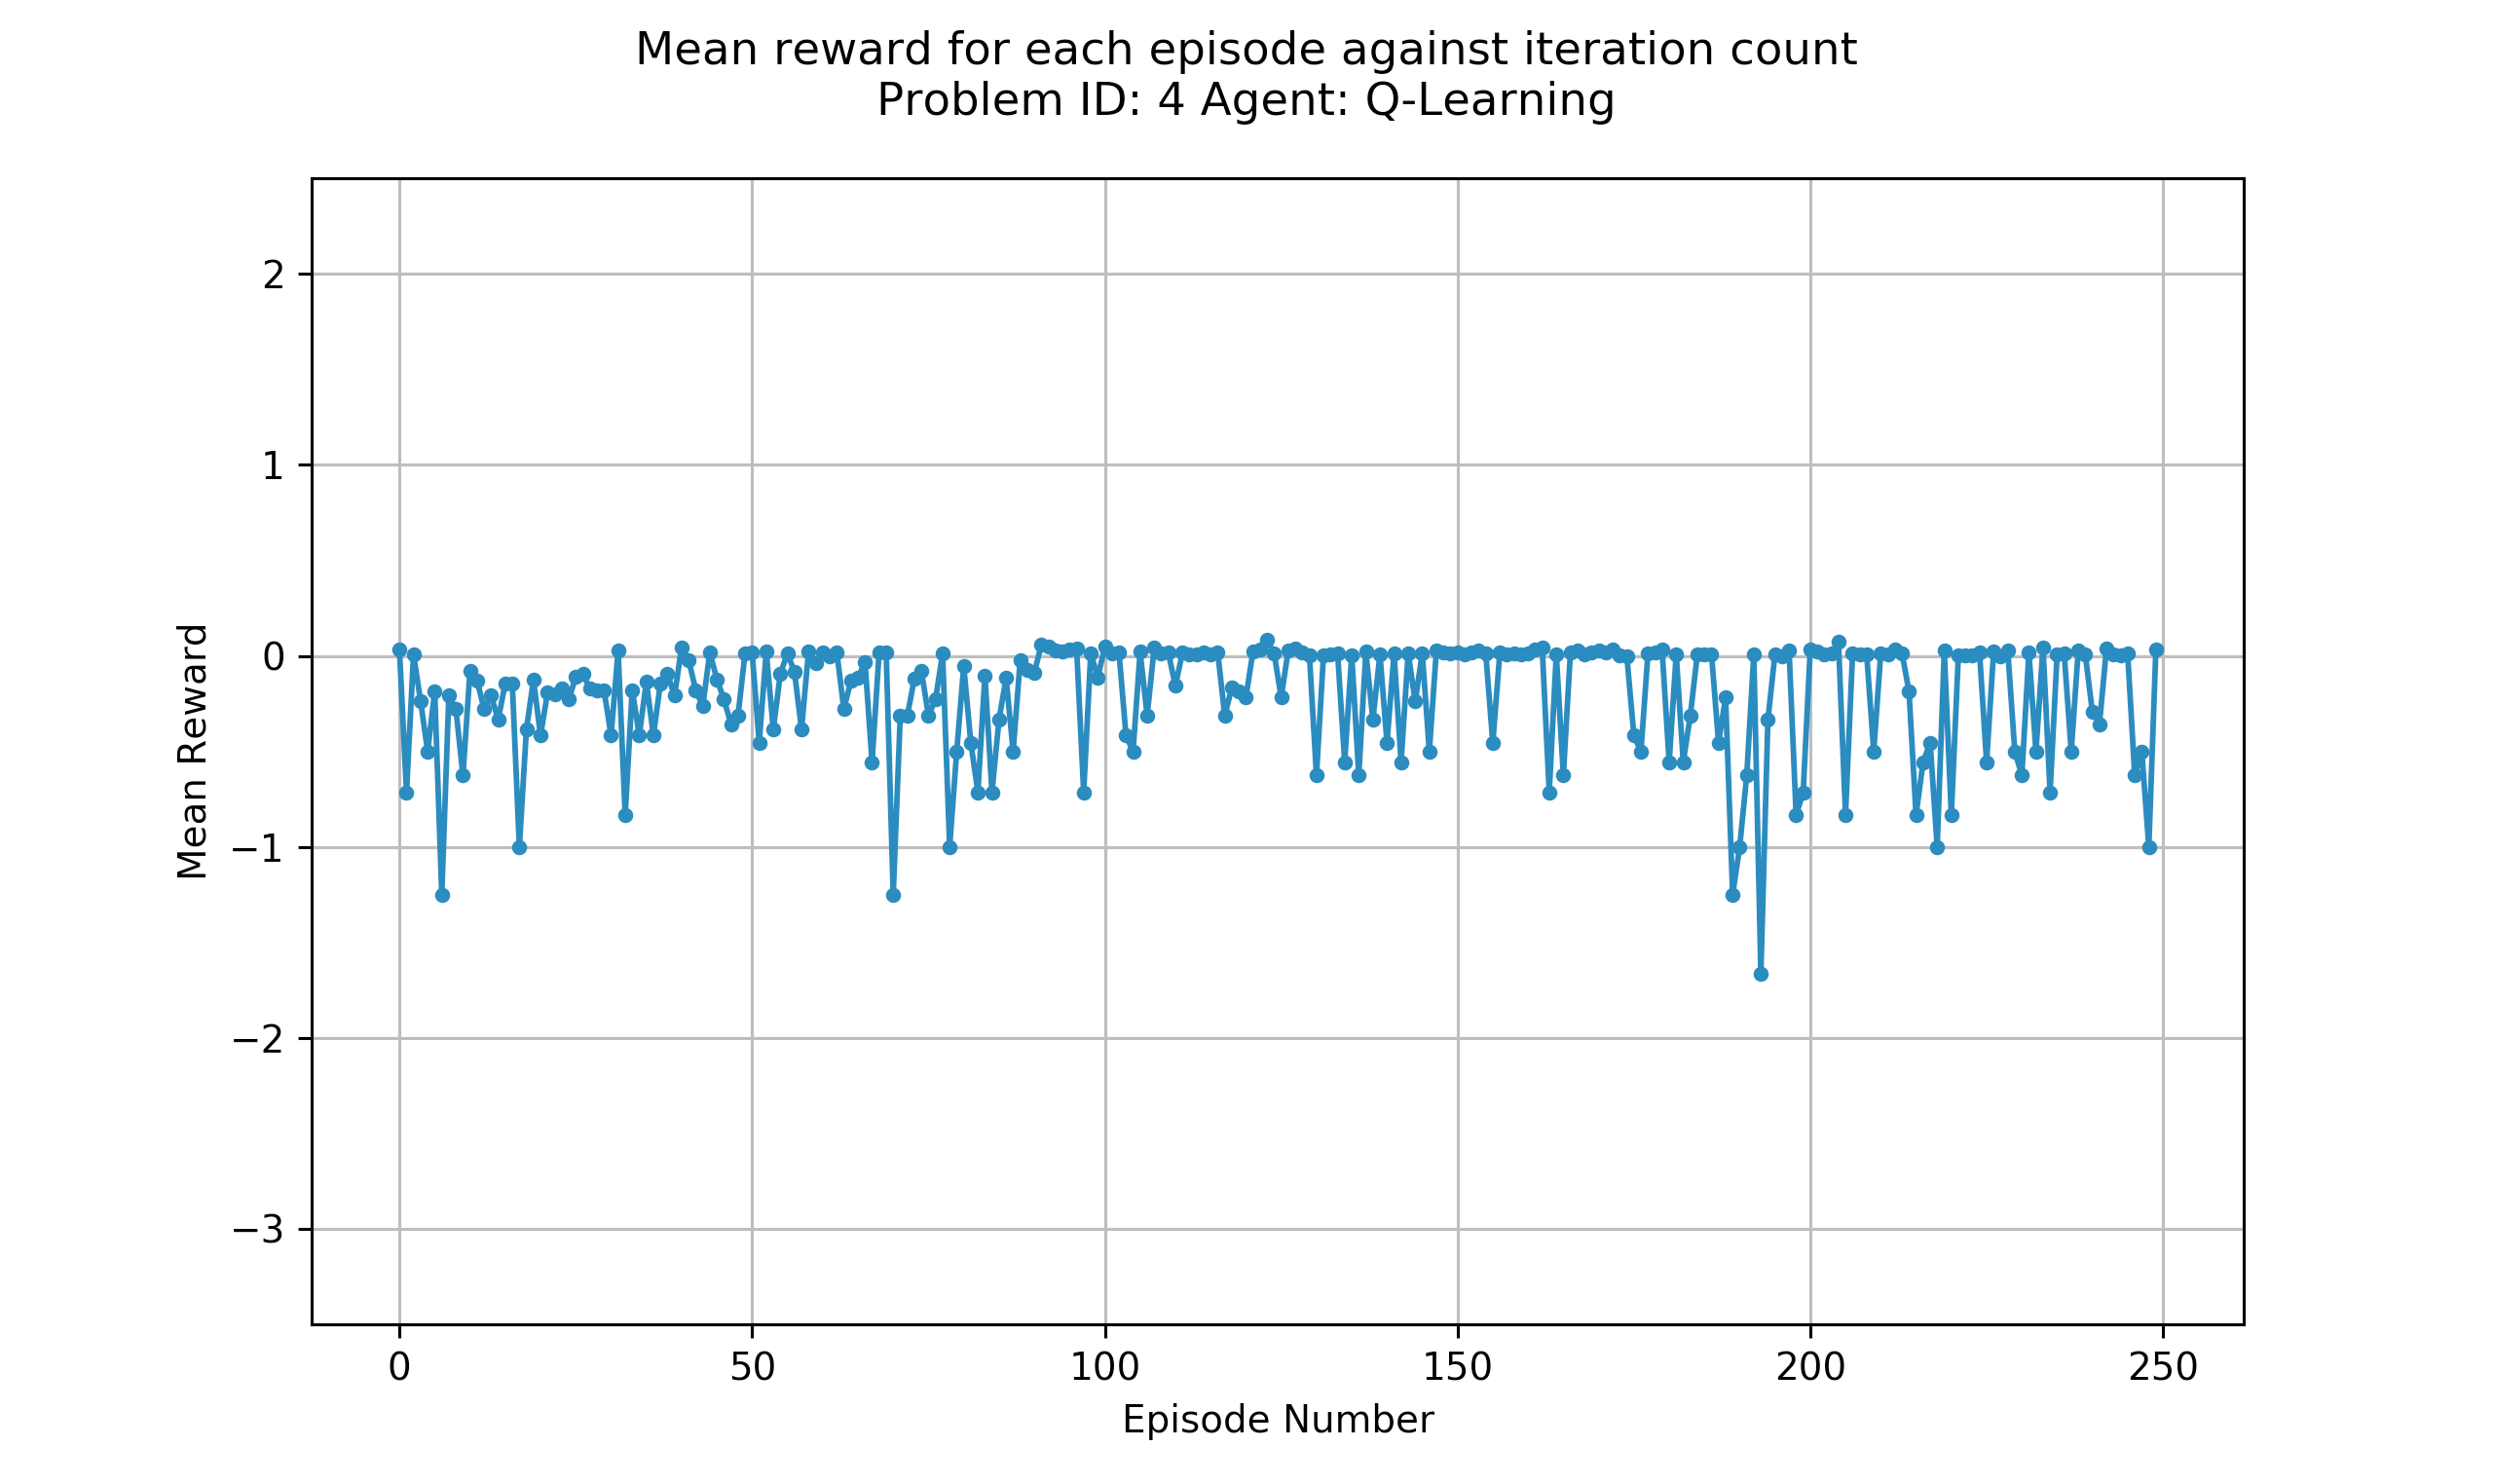 Mean reward for each episode against iteration count
Problem ID: 4 Agent: Q-Learning
2
1
0
−1
−2
−3
Mean Reward
0 50 100 150 200 250
Episode Number